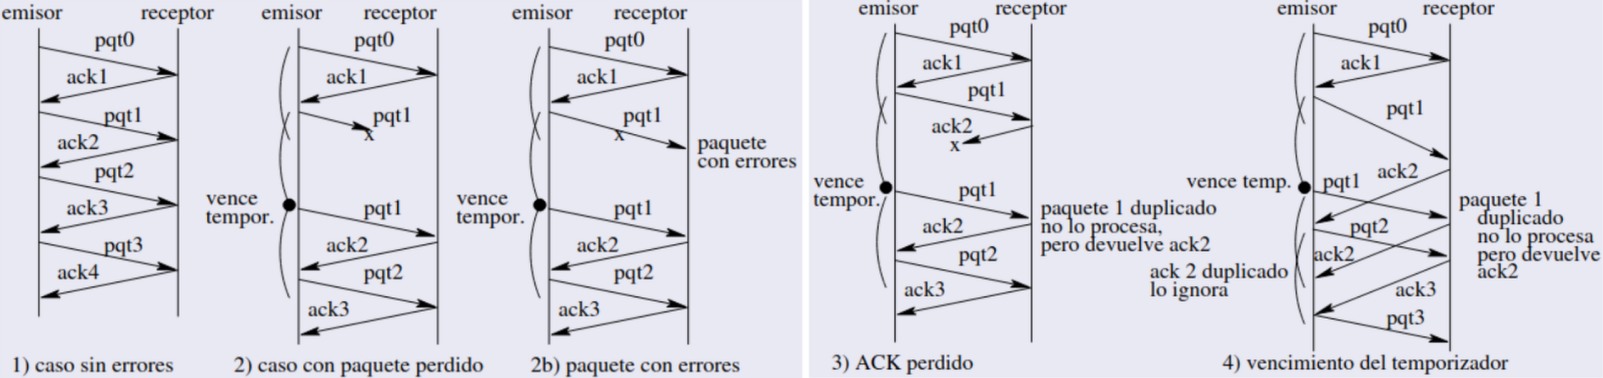 emisor receptor
pqt0
ack1
pqt1
ack2
pqt2
ack3
pqt3
ack4
1) caso sin errores
emisor receptor
pqt0
ack1
pqt1
x
vence
tempor.
pqt1
ack2
pqt2
ack3
2) caso con paquete perdido
emisor receptor
pqt0
ack1
pqt1
x
paquete
con errores
vence
tempor.
pqt1
ack2
pqt2
ack3
2b) paquete con errores
emisor receptor
pqt0
ack1
pqt1
ack2
x
vence
tempor.
pqt1
paquete 1 duplicado
no lo procesa,
pero devuelve ack2
ack2
pqt2
ack3
3) ACK perdido
emisor receptor
pqt0
ack1
pqt1
ack2
vence temp.
pqt1
paquete 1
duplicado
no lo procesa
pero devuelve
ack2
pqt2
ack2
ack 2 duplicado
lo ignora
ack3
pqt3
4) vencimiento del temporizador